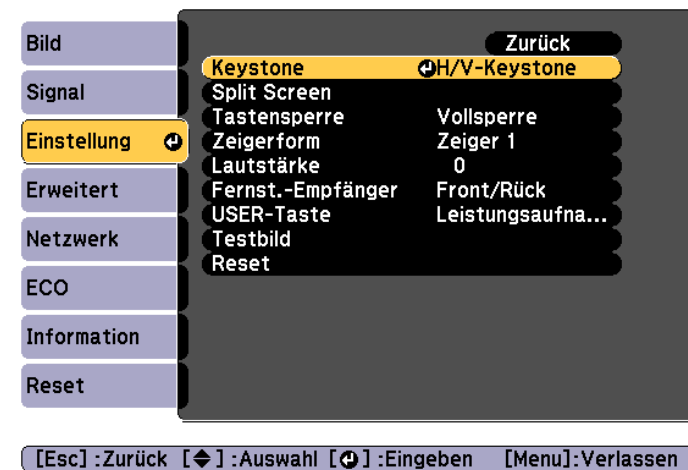 Bild
Signal
Einstellung
Erweitert
Netzwerk
ECO
Information
Reset
Zurück
Keystone H/V-Keystone
Split Screen
Tastensperre Vollsperre
Zeigerform Zeiger 1
Lautstärke 0
Fernst.-Empfänger Front/Rück
USER-Taste Leistungsaufna...
Testbild
Reset
[Esc] :Zurück [◆] :Auswahl [⏎] :Eingeben [Menu]:Verlassen